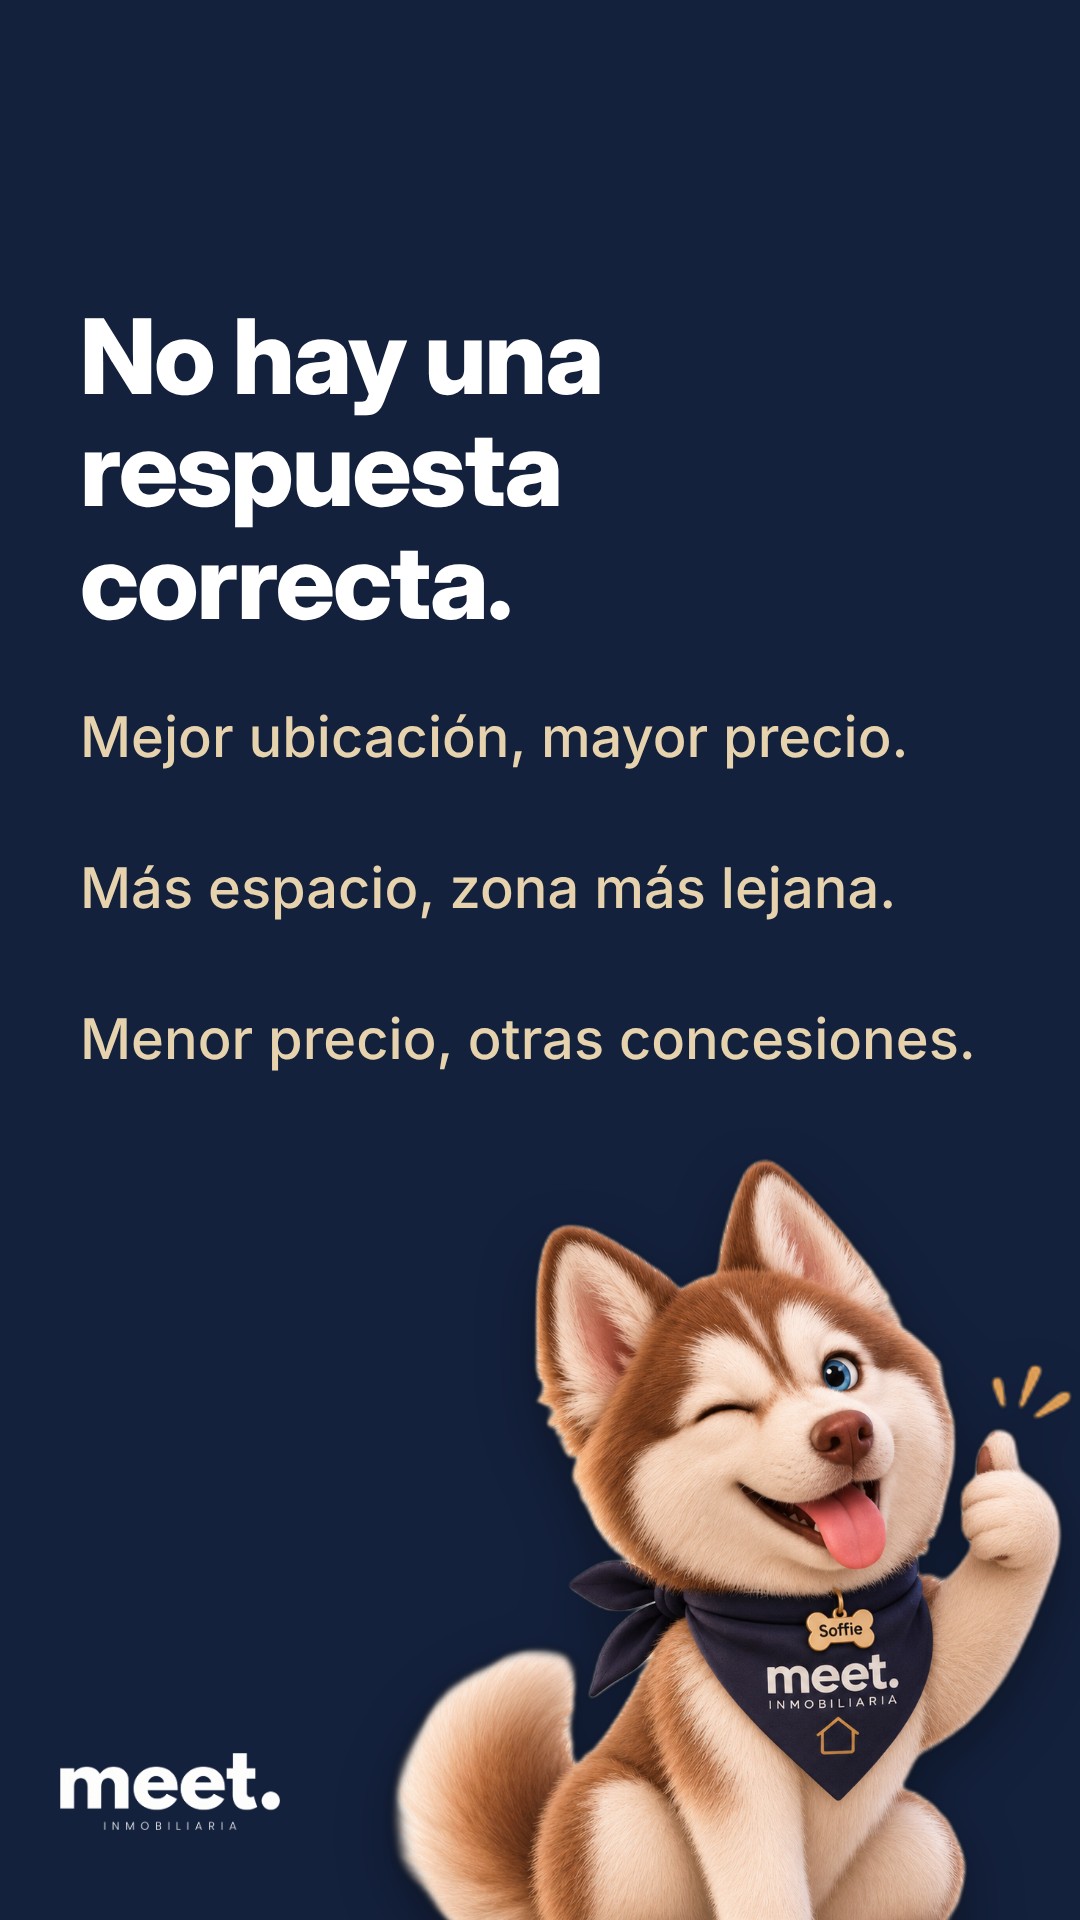 No hay una
respuesta
correcta.
Mejor ubicación, mayor precio.
Más espacio, zona más lejana.
Menor precio, otras concesiones.
Soffie
meet.
INMOBILIARIA
meet.
INMOBILIARIA